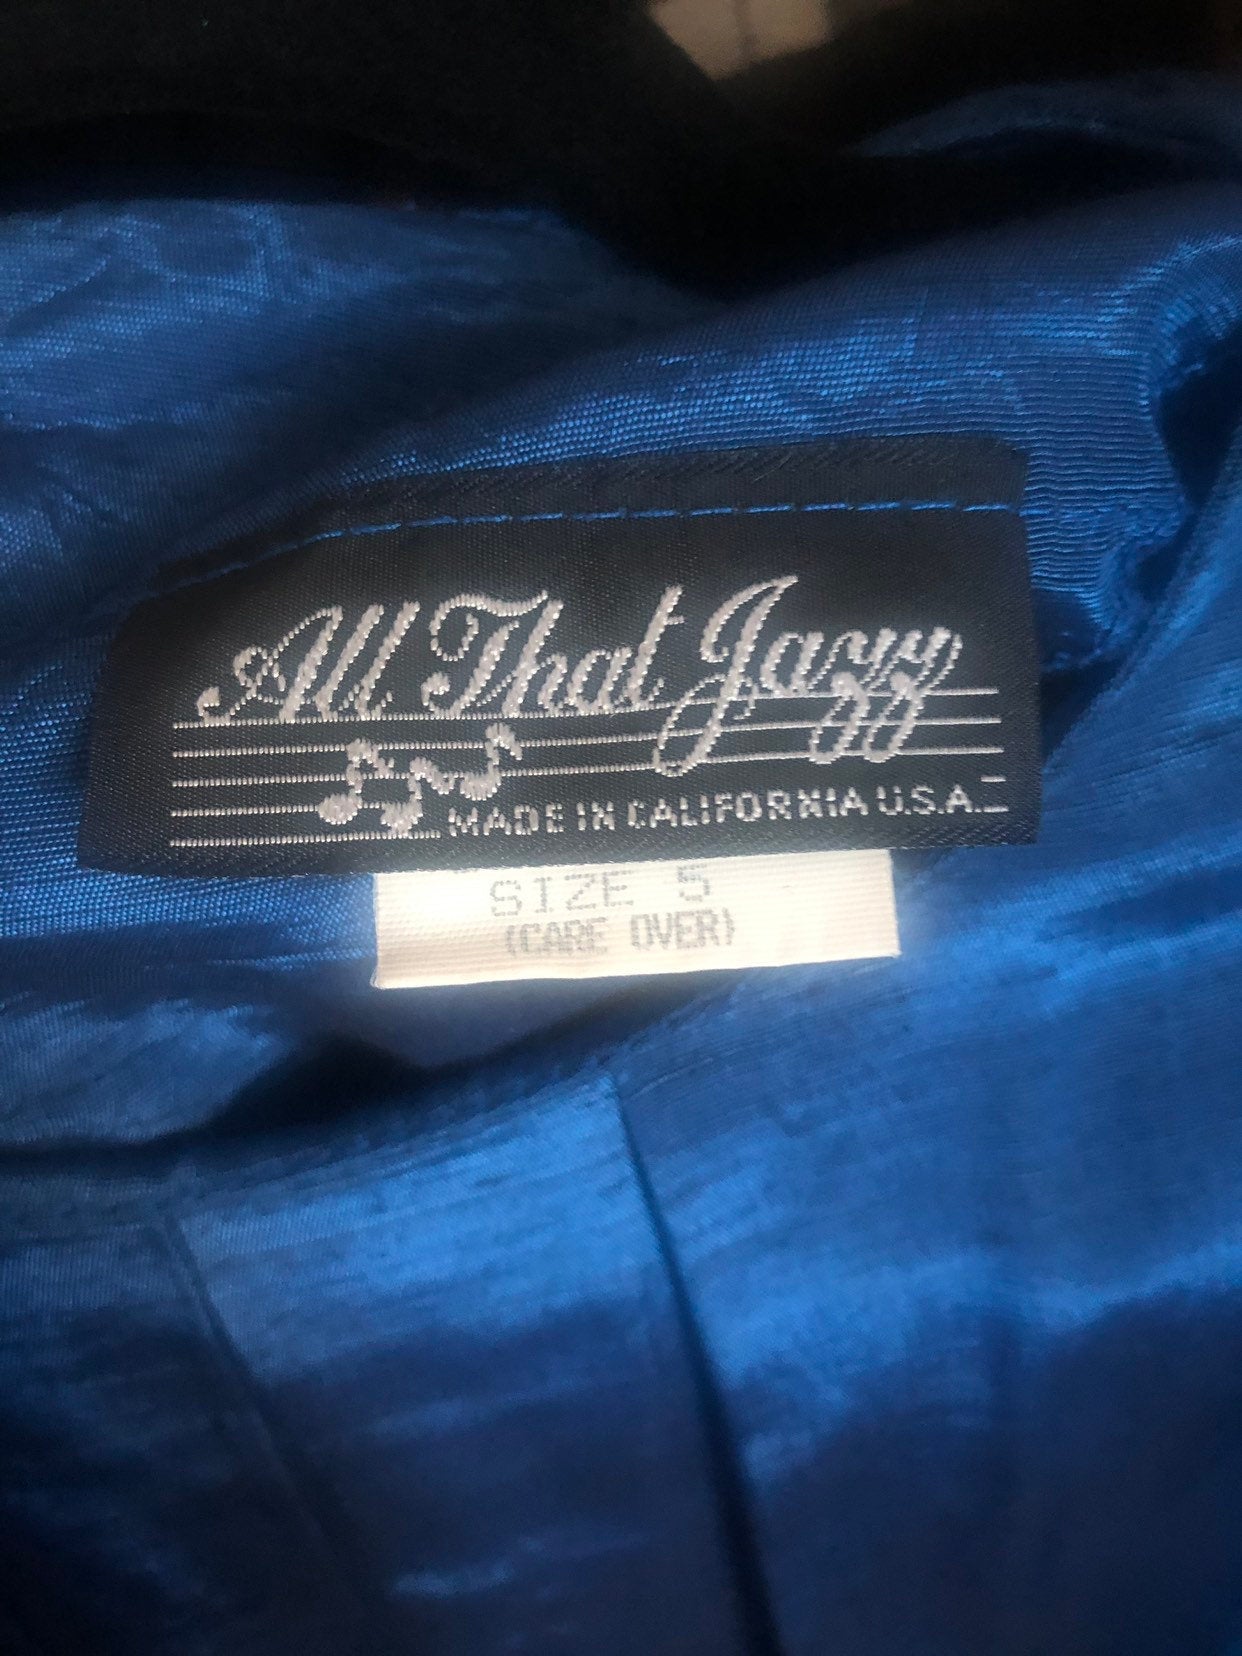 All That Jazz
MADE IN CALIFORNIA U.S.A.
SIZE 5
(CARE OVER)